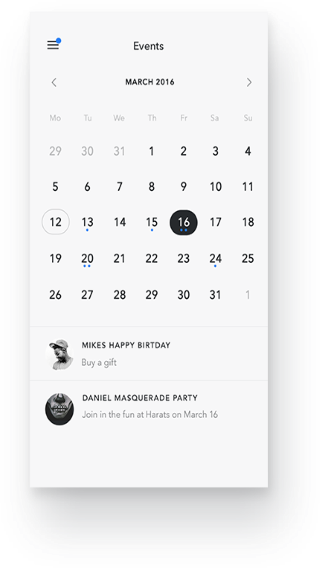 Events
MARCH 2016
Mo Tu We Th Fr Sa Su
29 30 31 1 2 3 4
5 6 7 8 9 10 11
12 13 14 15 16 17 18
19 20 21 22 23 24 25
26 27 28 29 30 31 1
MIKES HAPPY BIRTDAY
Buy a gift
DANIEL MASQUERADE PARTY
Join in the fun at Harats on March 16